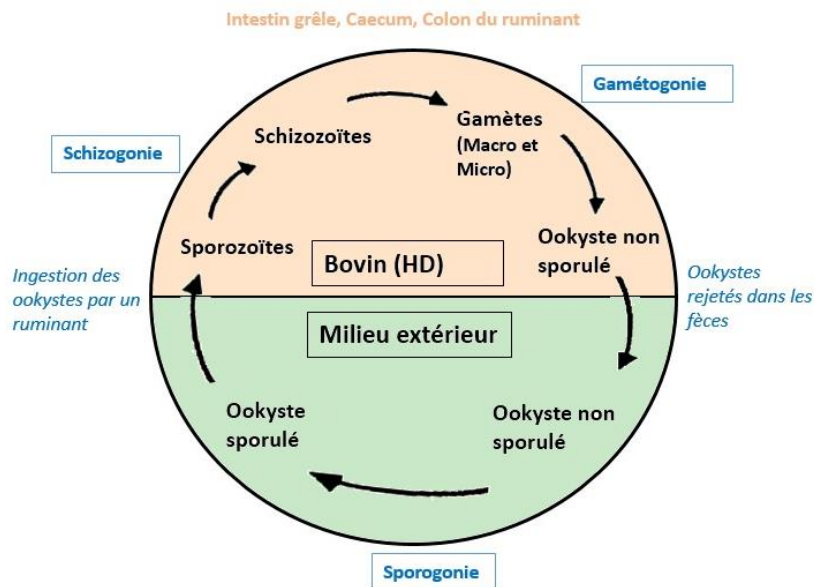 Intestin grêle, Caecum, Colon du ruminant
Gamétogonie
Schizogonie
Schizozoïtes
Gamètes
(Macro et
Micro)
Sporozoïtes
Bovin (HD)
Ookyste non
sporulé
Ingestion des
ookystes par un
ruminant
Ookystes
rejetés dans les
fèces
Milieu extérieur
Ookyste
sporulé
Ookyste non
sporulé
Sporogonie